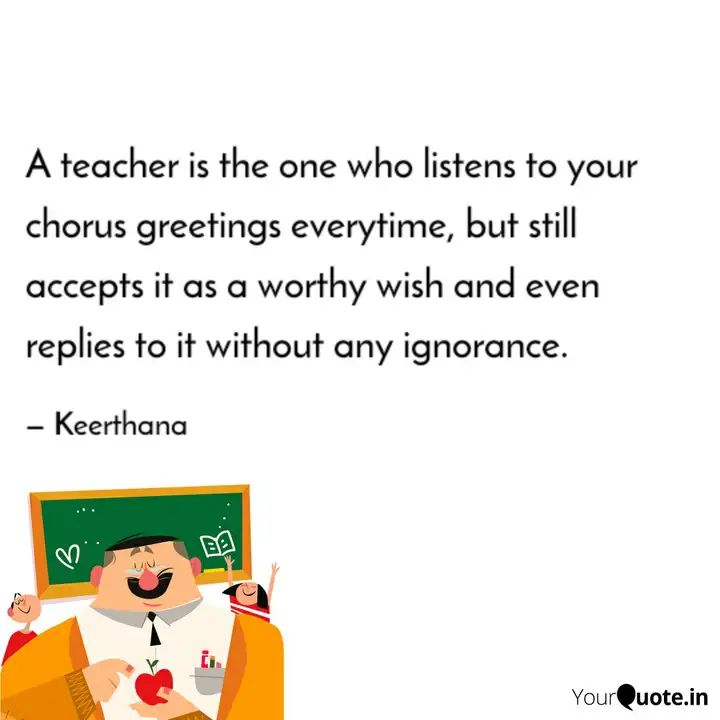 A teacher is the one who listens to your
chorus greetings everytime, but still
accepts it as a worthy wish and even
replies to it without any ignorance.
– Keerthana
YourQuote.in